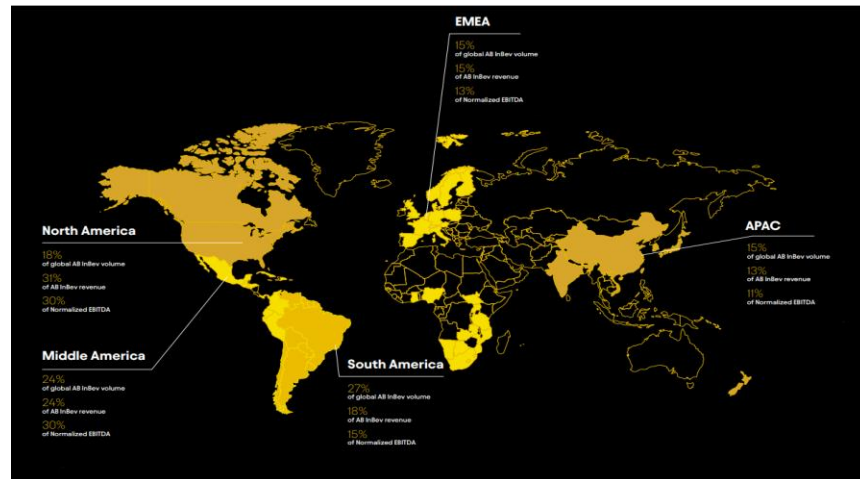 EMEA
15%
of global AB InBev volume
15%
of AB InBev revenue
13%
of Normalized EBITDA
North America
18%
of global AB InBev volume
31%
of AB InBev revenue
30%
of Normalized EBITDA
APAC
15%
of global AB InBev volume
13%
of AB InBev revenue
11%
of Normalized EBITDA
Middle America
24%
of global AB InBev volume
24%
of AB InBev revenue
30%
of Normalized EBITDA
South America
27%
of global AB InBev volume
18%
of AB InBev revenue
15%
of Normalized EBITDA